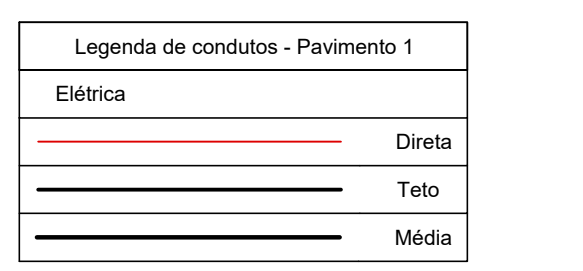 Legenda de condutos - Pavimento 1
Elétrica
Direta
Teto
Média